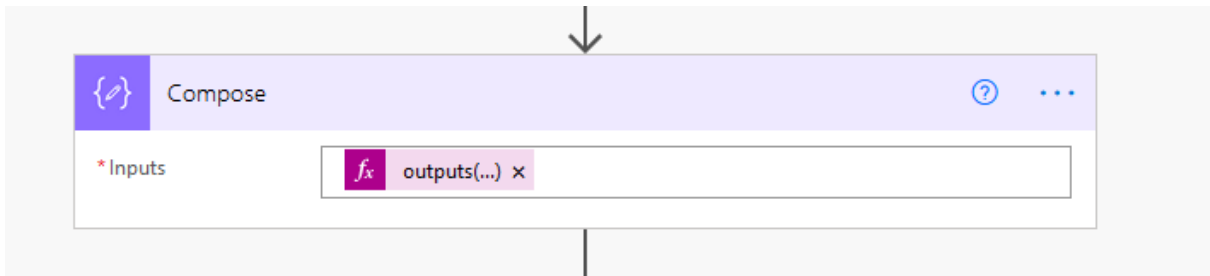 Compose
* Inputs
fx outputs(...) ×